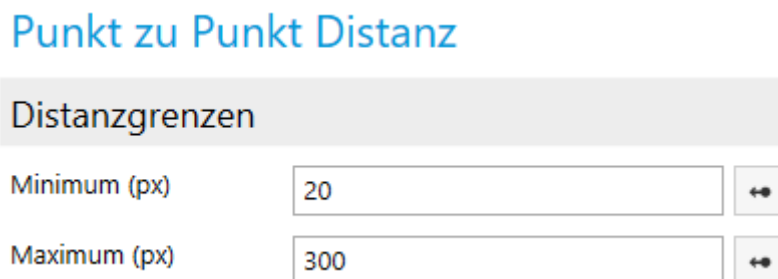 Punkt zu Punkt Distanz
Distanzgrenzen
Minimum (px) 20
Maximum (px) 300